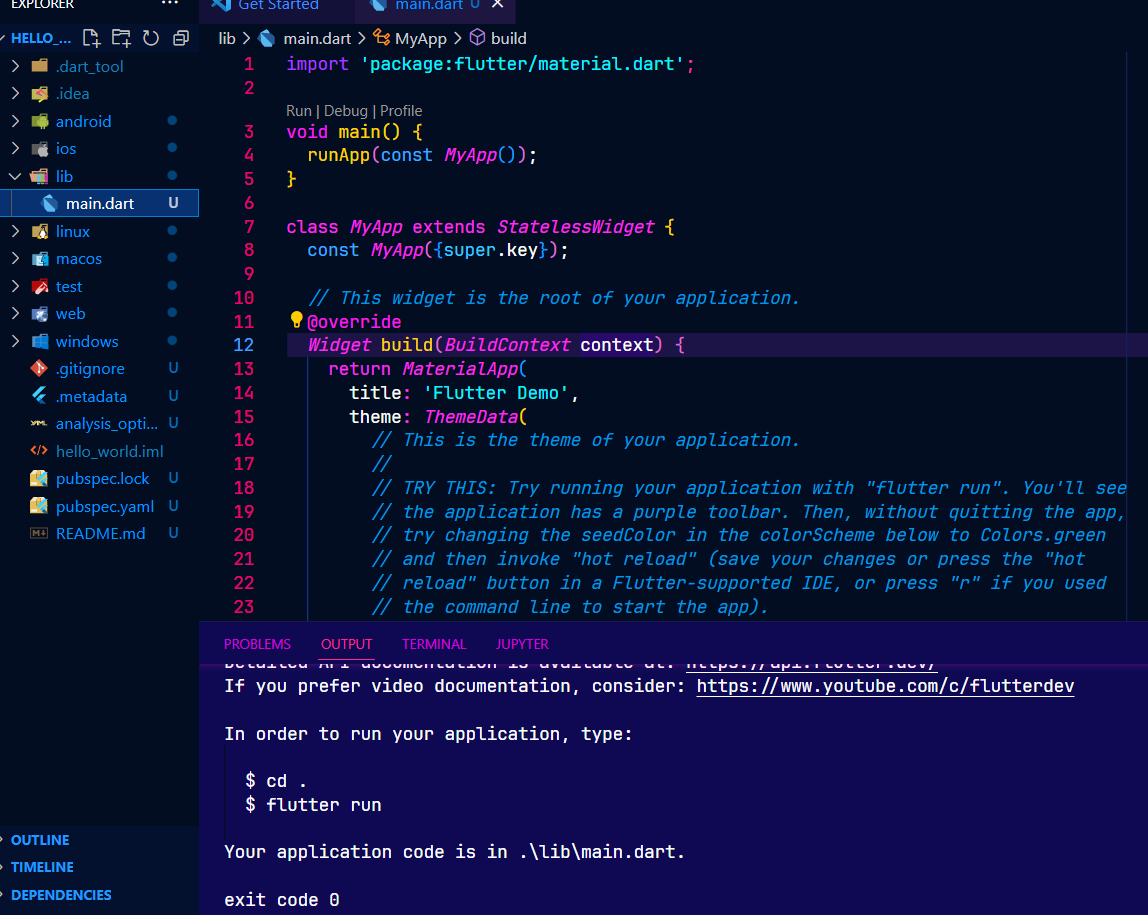 EXPLORER
...
HELLO_...
.dart_tool
.idea
android
ios
lib
main.dart U
linux
macos
test
web
windows
.gitignore U
.metadata U
analysis_opti... U
hello_world.iml
pubspec.lock U
pubspec.yaml U
README.md U
OUTLINE
TIMELINE
DEPENDENCIES
Get Started
main.dart U
lib > main.dart > MyApp > build
1 import 'package:flutter/material.dart';
2
Run | Debug | Profile
3 void main() {
4 runApp(const MyApp());
5 }
6
7 class MyApp extends StatelessWidget {
8 const MyApp({super.key});
9
10 // This widget is the root of your application.
11 @override
12 Widget build(BuildContext context) {
13 return MaterialApp(
14 title: 'Flutter Demo',
15 theme: ThemeData(
16 // This is the theme of your application.
17 //
18 // TRY THIS: Try running your application with "flutter run". You'll see
19 // the application has a purple toolbar. Then, without quitting the app,
20 // try changing the seedColor in the colorScheme below to Colors.green
21 // and then invoke "hot reload" (save your changes or press the "hot
22 // reload" button in a Flutter-supported IDE, or press "r" if you used
23 // the command line to start the app).
PROBLEMS OUTPUT TERMINAL JUPYTER
Detailed API documentation is available at: https://api.flutter.dev/
If you prefer video documentation, consider: https://www.youtube.com/c/flutterdev
In order to run your application, type:
$ cd .
$ flutter run
Your application code is in .\lib\main.dart.
exit code 0